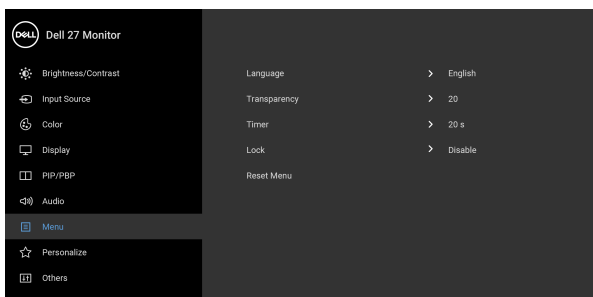 DELL Dell 27 Monitor
Brightness/Contrast
Input Source
Color
Display
PIP/PBP
Audio
Menu
Personalize
Others
Language > English
Transparency > 20
Timer > 20 s
Lock > Disable
Reset Menu